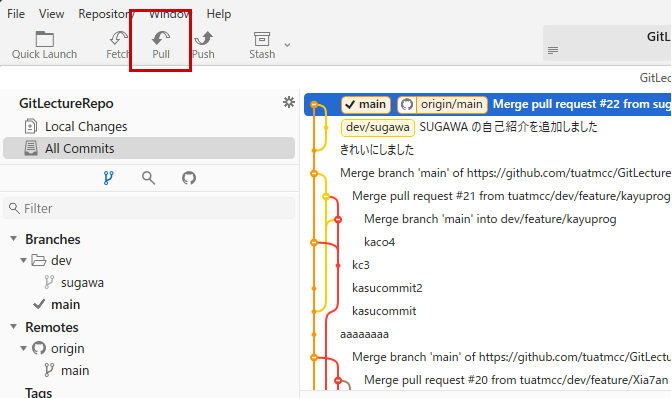 File View Repository Window Help
Quick Launch Fetch Pull Push Stash
GitL
GitLec
GitLectureRepo
Local Changes
All Commits
Filter
Branches
dev
sugawa
main
Remotes
origin
main
Tags
main origin/main Merge pull request #22 from sug
dev/sugawa SUGAWA の自己紹介を追加しました
きれいにしました
Merge branch 'main' of https://github.com/tuatmcc/GitLecture
Merge pull request #21 from tuatmcc/dev/feature/kayuprog
Merge branch 'main' into dev/feature/kayuprog
kaco4
kc3
kasucommit2
kasucommit
aaaaaaaa
Merge branch 'main' of https://github.com/tuatmcc/GitLectu
Merge pull request #20 from tuatmcc/dev/feature/Xia7an